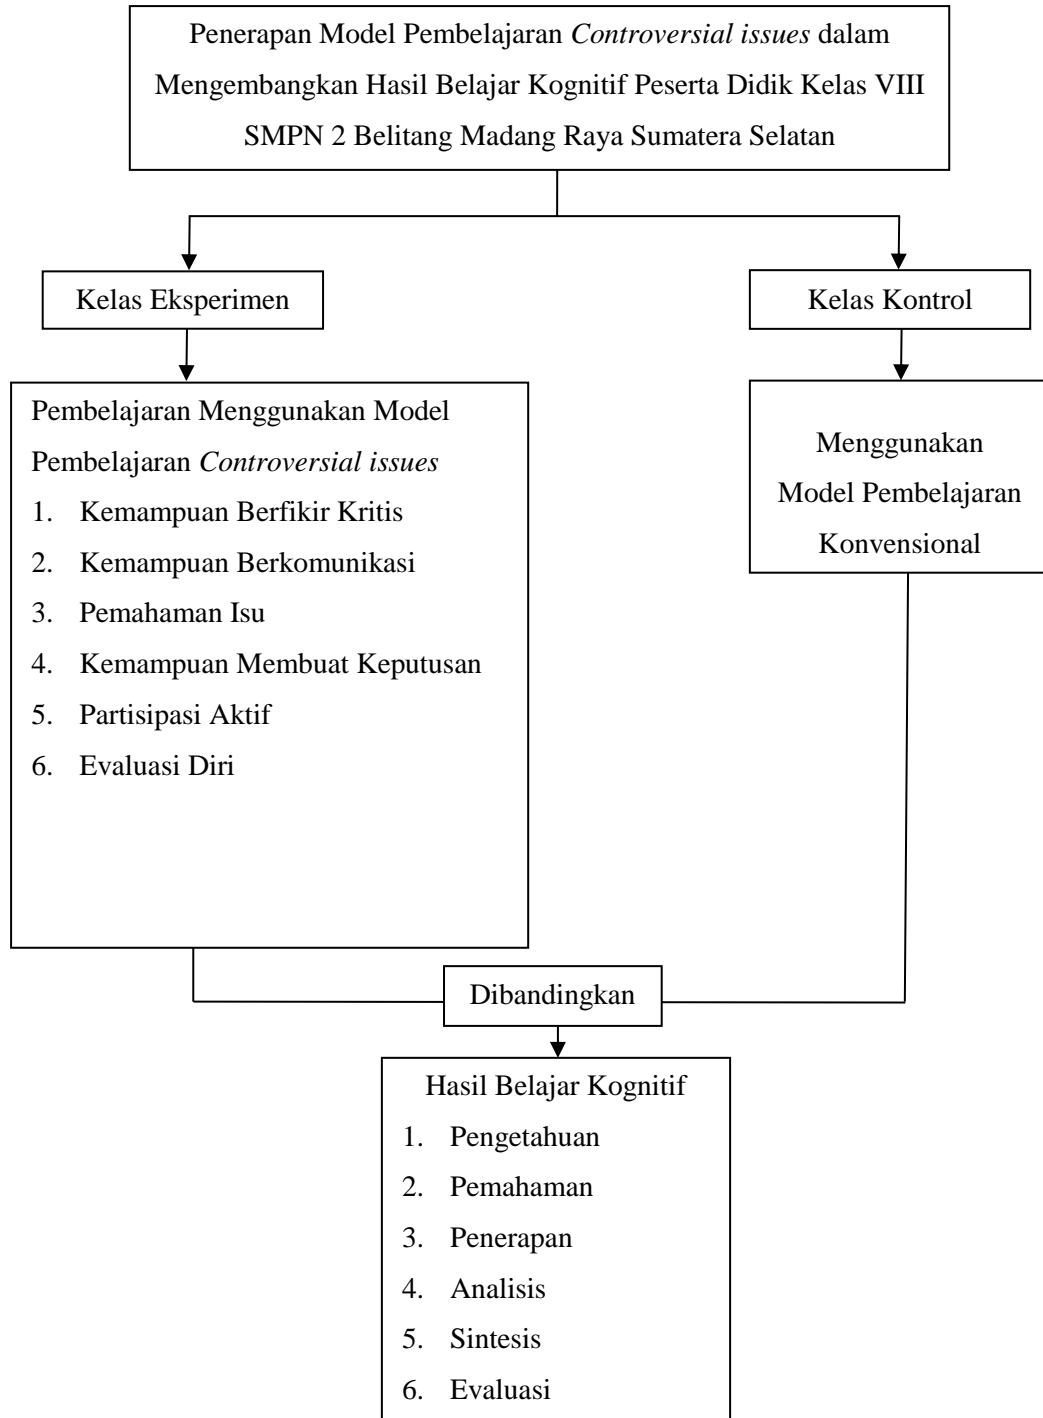 Penerapan Model Pembelajaran Controversial issues dalam
Mengembangkan Hasil Belajar Kognitif Peserta Didik Kelas VIII
SMPN 2 Belitang Madang Raya Sumatera Selatan
Kelas Eksperimen
Kelas Kontrol
Pembelajaran Menggunakan Model
Pembelajaran Controversial issues
1. Kemampuan Berfikir Kritis
2. Kemampuan Berkomunikasi
3. Pemahaman Isu
4. Kemampuan Membuat Keputusan
5. Partisipasi Aktif
6. Evaluasi Diri
Menggunakan
Model Pembelajaran
Konvensional
Dibandingkan
Hasil Belajar Kognitif
1. Pengetahuan
2. Pemahaman
3. Penerapan
4. Analisis
5. Sintesis
6. Evaluasi